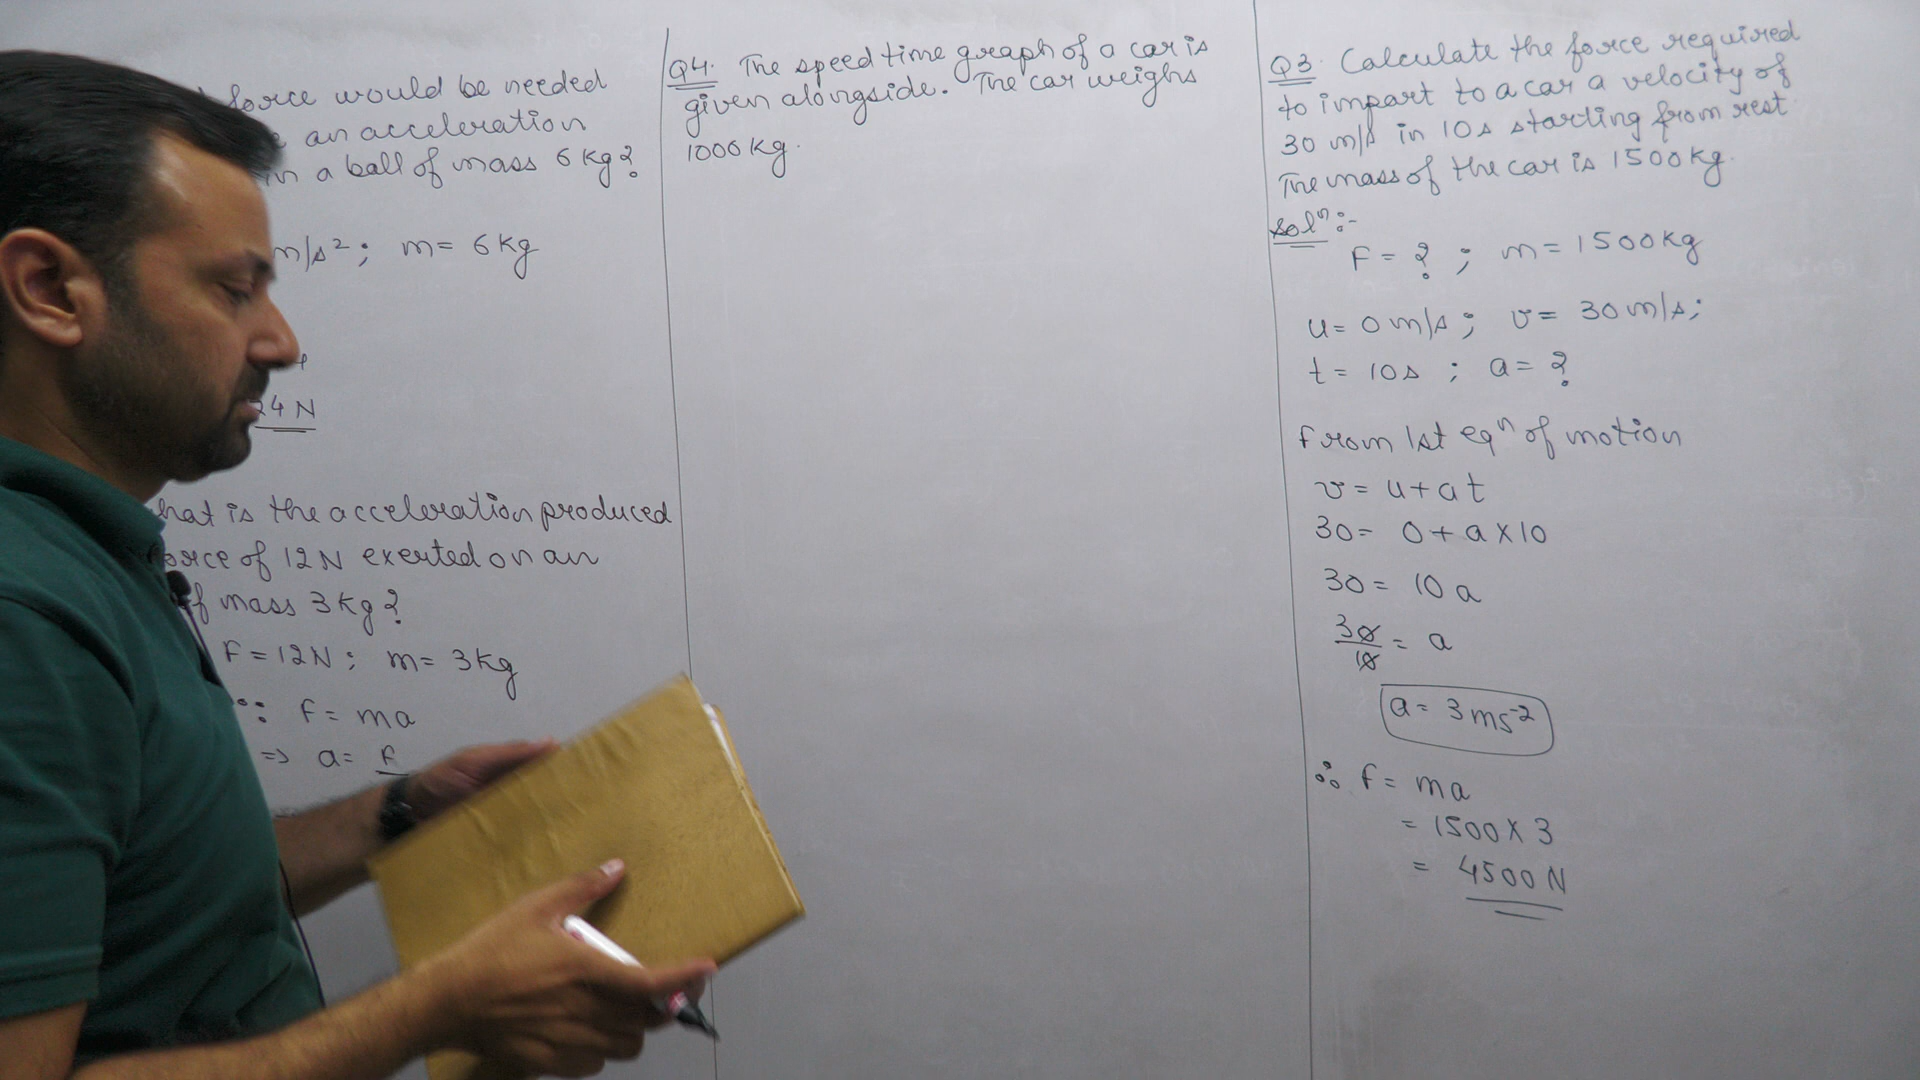 force would be needed
an acceleration
in a ball of mass 6 kg?
m/s²; m= 6 kg
24 N
hat is the acceleration produced
force of 12N exerted on an
of mass 3 kg?
F = 12N; m= 3 kg
∵ F = ma
⇒ a= F
Q4. The speed time graph of a car is
given alongside. The car weighs
1000 kg.
Q3. Calculate the force required
to impart to a car a velocity of
30 m/s in 10s starting from rest
The mass of the car is 1500 kg.
Solⁿ:-
F = ? ; m = 1500 kg
u= 0 m/s ; v= 30 m/s;
t = 10s ; a = ?
From 1st eqⁿ of motion
v = u + at
30 = 0 + a × 10
30 = 10 a
30/10 = a
a = 3 ms⁻²
∴ F = ma
= 1500 × 3
= 4500 N